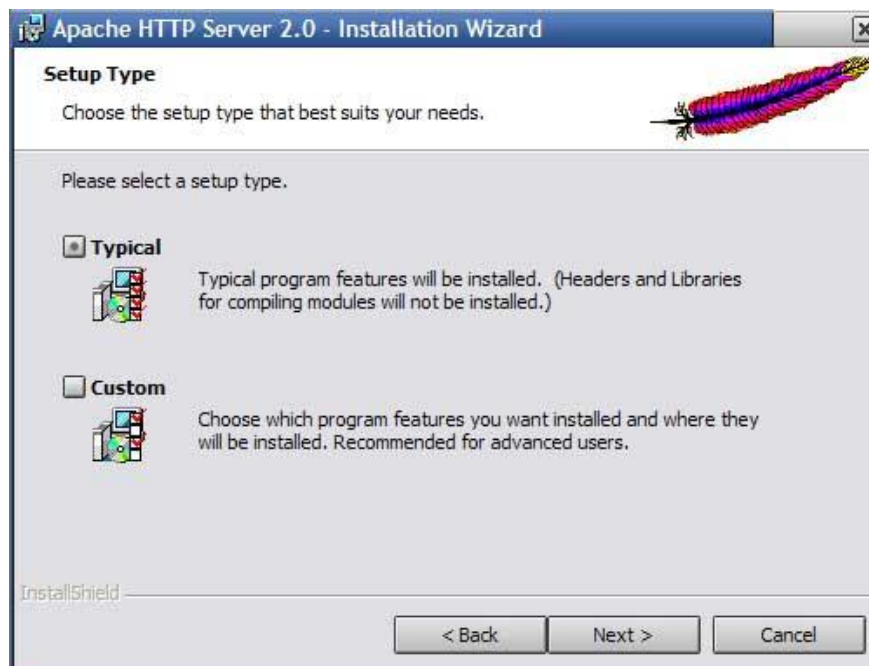 Apache HTTP Server 2.0 - Installation Wizard
Setup Type
Choose the setup type that best suits your needs.
Please select a setup type.
Typical
Typical program features will be installed. (Headers and Libraries
for compiling modules will not be installed.)
Custom
Choose which program features you want installed and where they
will be installed. Recommended for advanced users.
InstallShield
< Back
Next >
Cancel